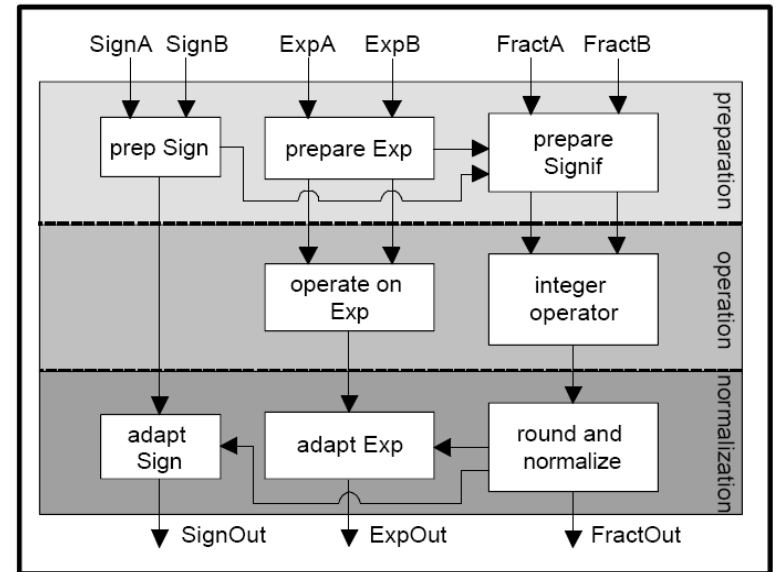 SignA SignB ExpA ExpB FractA FractB
prep Sign
prepare Exp
prepare
Signif
preparation
operate on
Exp
integer
operator
operation
adapt
Sign
adapt Exp
round and
normalize
normalization
SignOut ExpOut FractOut